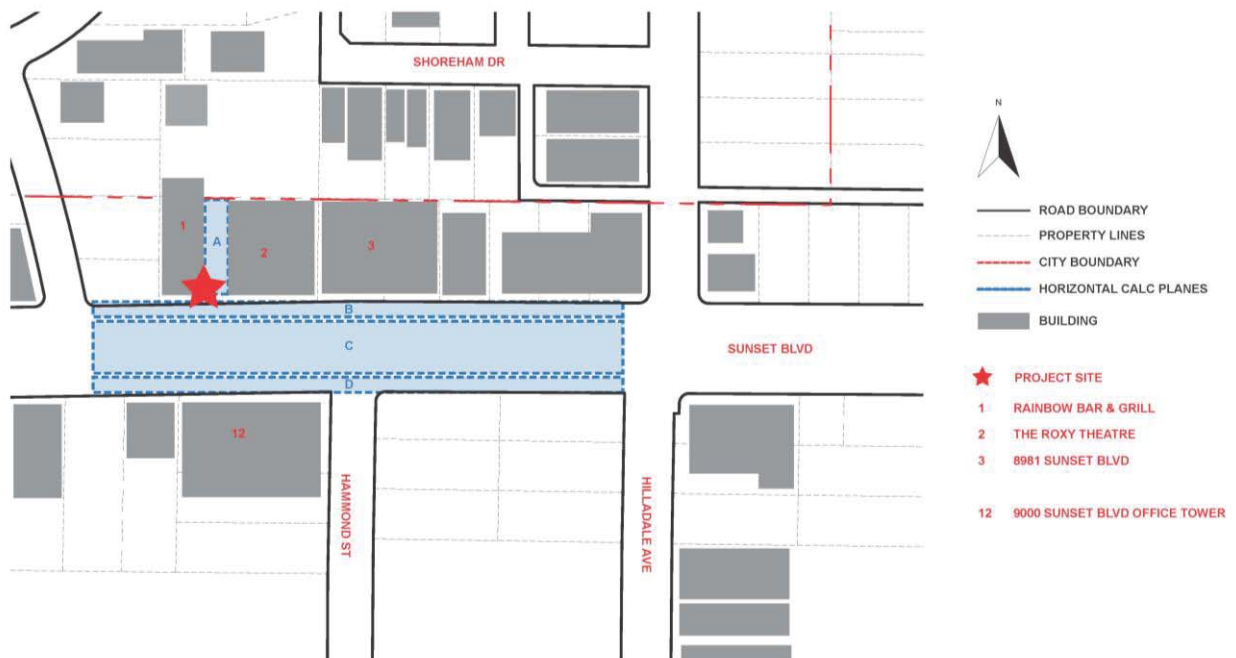 SHOREHAM DR
N
ROAD BOUNDARY
PROPERTY LINES
CITY BOUNDARY
HORIZONTAL CALC PLANES
BUILDING
1
A
2
3
B
C
D
SUNSET BLVD
PROJECT SITE
1 RAINBOW BAR & GRILL
2 THE ROXY THEATRE
3 8981 SUNSET BLVD
12 9000 SUNSET BLVD OFFICE TOWER
12
HAMMOND ST
HILLADALE AVE